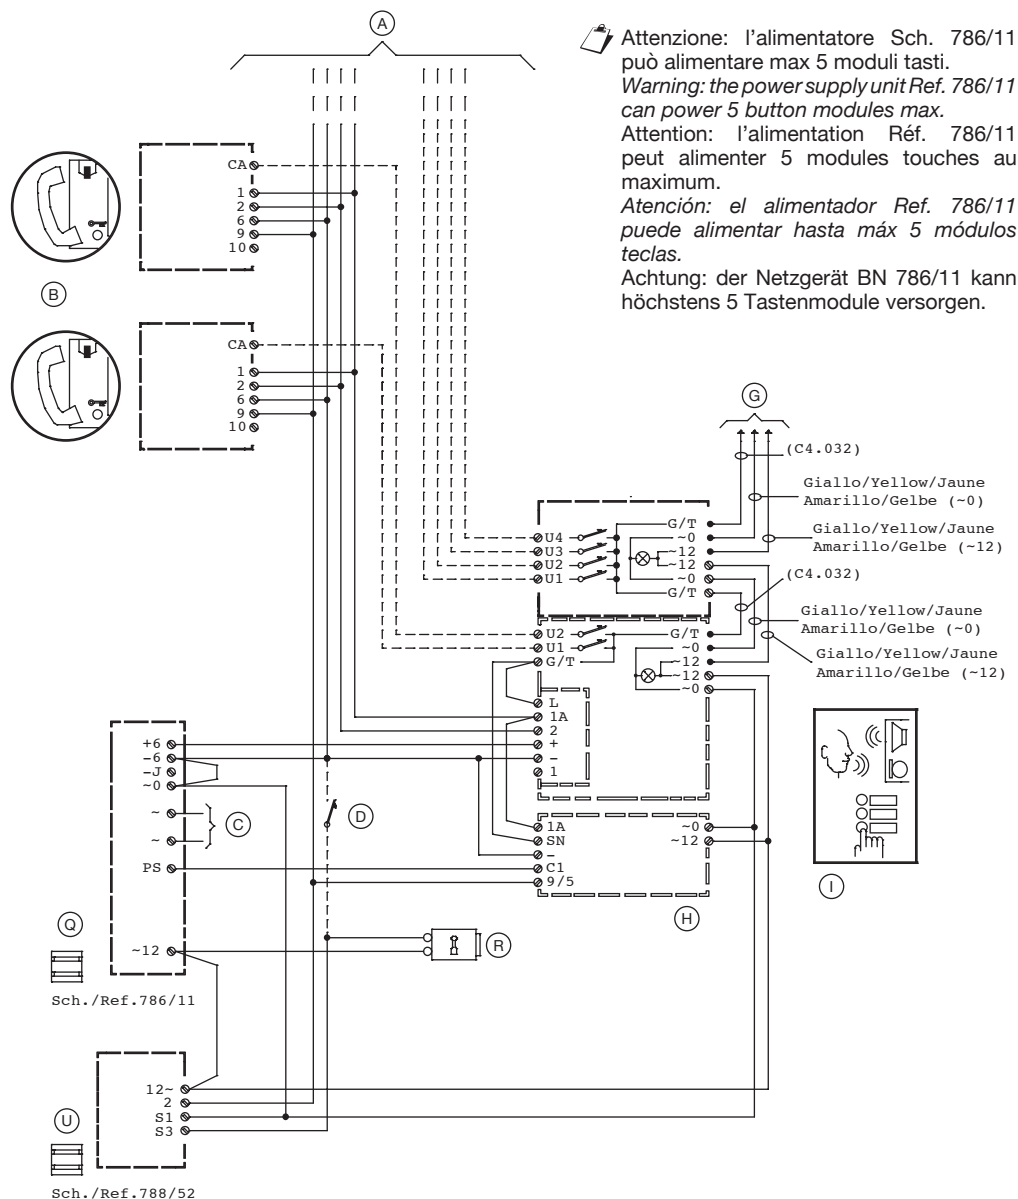 A
Attenzione: l'alimentatore Sch. 786/11
può alimentare max 5 moduli tasti.
Warning: the power supply unit Ref. 786/11
can power 5 button modules max.
Attention: l'alimentation Réf. 786/11
peut alimenter 5 modules touches au
maximum.
Atención: el alimentador Ref. 786/11
puede alimentar hasta máx 5 módulos
teclas.
Achtung: der Netzgerät BN 786/11 kann
höchstens 5 Tastenmodule versorgen.
CA
1
2
6
9
10
B
CA
1
2
6
9
10
G
(C4.032)
Giallo/Yellow/Jaune
Amarillo/Gelbe (~0)
Giallo/Yellow/Jaune
Amarillo/Gelbe (~12)
(C4.032)
Giallo/Yellow/Jaune
Amarillo/Gelbe (~0)
Giallo/Yellow/Jaune
Amarillo/Gelbe (~12)
U4
U3
U2
U1
G/T
~0
~12
~12
~0
G/T
U2
U1
G/T
G/T
~0
~12
~12
~0
L
1A
2
+
–
1
1A
SN
–
C1
9/5
~0
~12
H
I
+6
–6
–J
~0
~
~
PS
~12
C
D
R
Q
Sch./Ref.786/11
12~
2
S1
S3
U
Sch./Ref.788/52